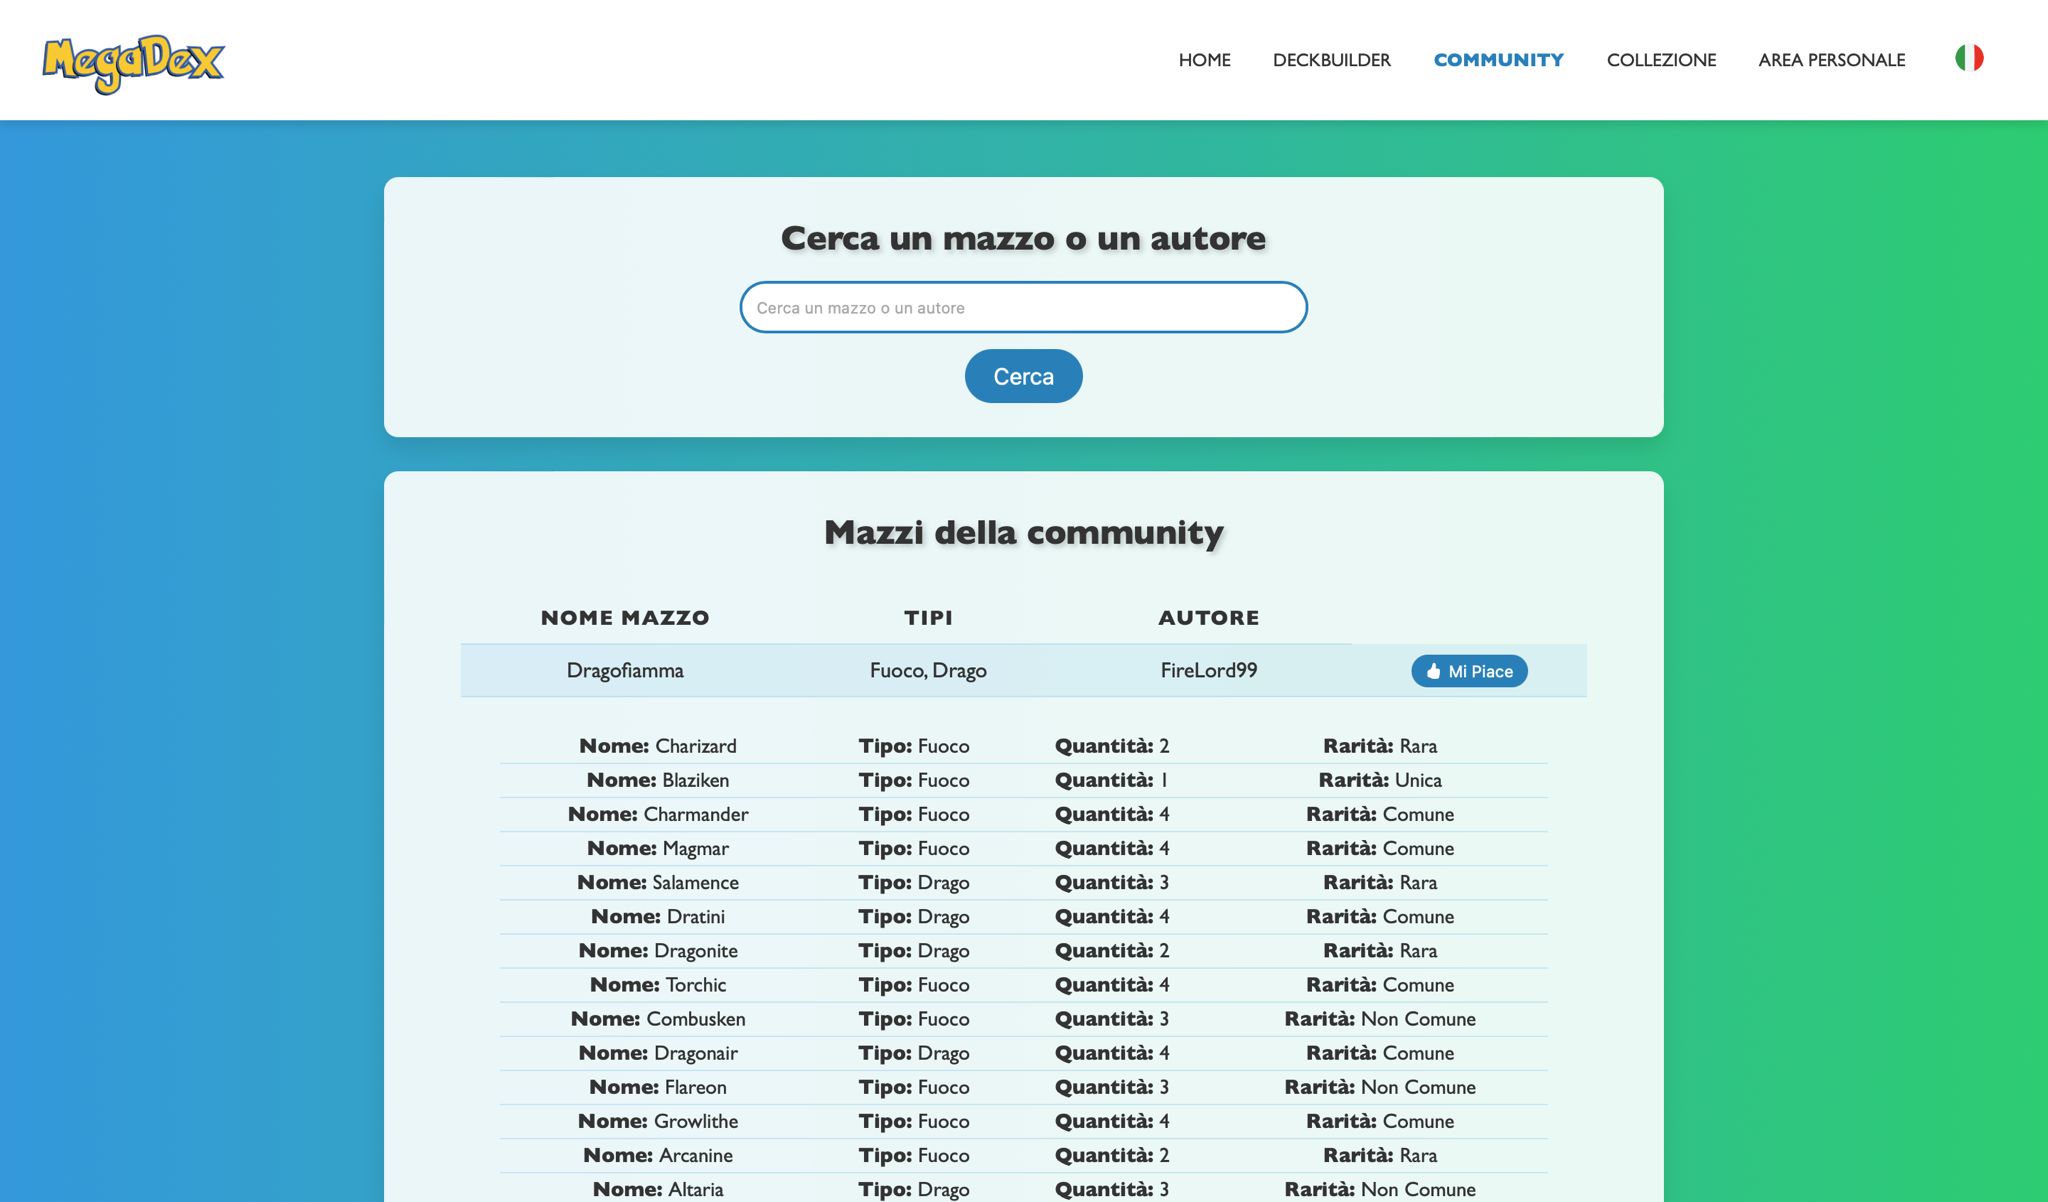 MegaDex
HOME DECKBUILDER COMMUNITY COLLEZIONE AREA PERSONALE
Cerca un mazzo o un autore
Cerca un mazzo o un autore
Cerca
Mazzi della community
NOME MAZZO TIPI AUTORE
Dragofiamma Fuoco, Drago FireLord99 Mi Piace
Nome: Charizard Tipo: Fuoco Quantità: 2 Rarità: Rara
Nome: Blaziken Tipo: Fuoco Quantità: 1 Rarità: Unica
Nome: Charmander Tipo: Fuoco Quantità: 4 Rarità: Comune
Nome: Magmar Tipo: Fuoco Quantità: 4 Rarità: Comune
Nome: Salamence Tipo: Drago Quantità: 3 Rarità: Rara
Nome: Dratini Tipo: Drago Quantità: 4 Rarità: Comune
Nome: Dragonite Tipo: Drago Quantità: 2 Rarità: Rara
Nome: Torchic Tipo: Fuoco Quantità: 4 Rarità: Comune
Nome: Combusken Tipo: Fuoco Quantità: 3 Rarità: Non Comune
Nome: Dragonair Tipo: Drago Quantità: 4 Rarità: Comune
Nome: Flareon Tipo: Fuoco Quantità: 3 Rarità: Non Comune
Nome: Growlithe Tipo: Fuoco Quantità: 4 Rarità: Comune
Nome: Arcanine Tipo: Fuoco Quantità: 2 Rarità: Rara
Nome: Altaria Tipo: Drago Quantità: 3 Rarità: Non Comune